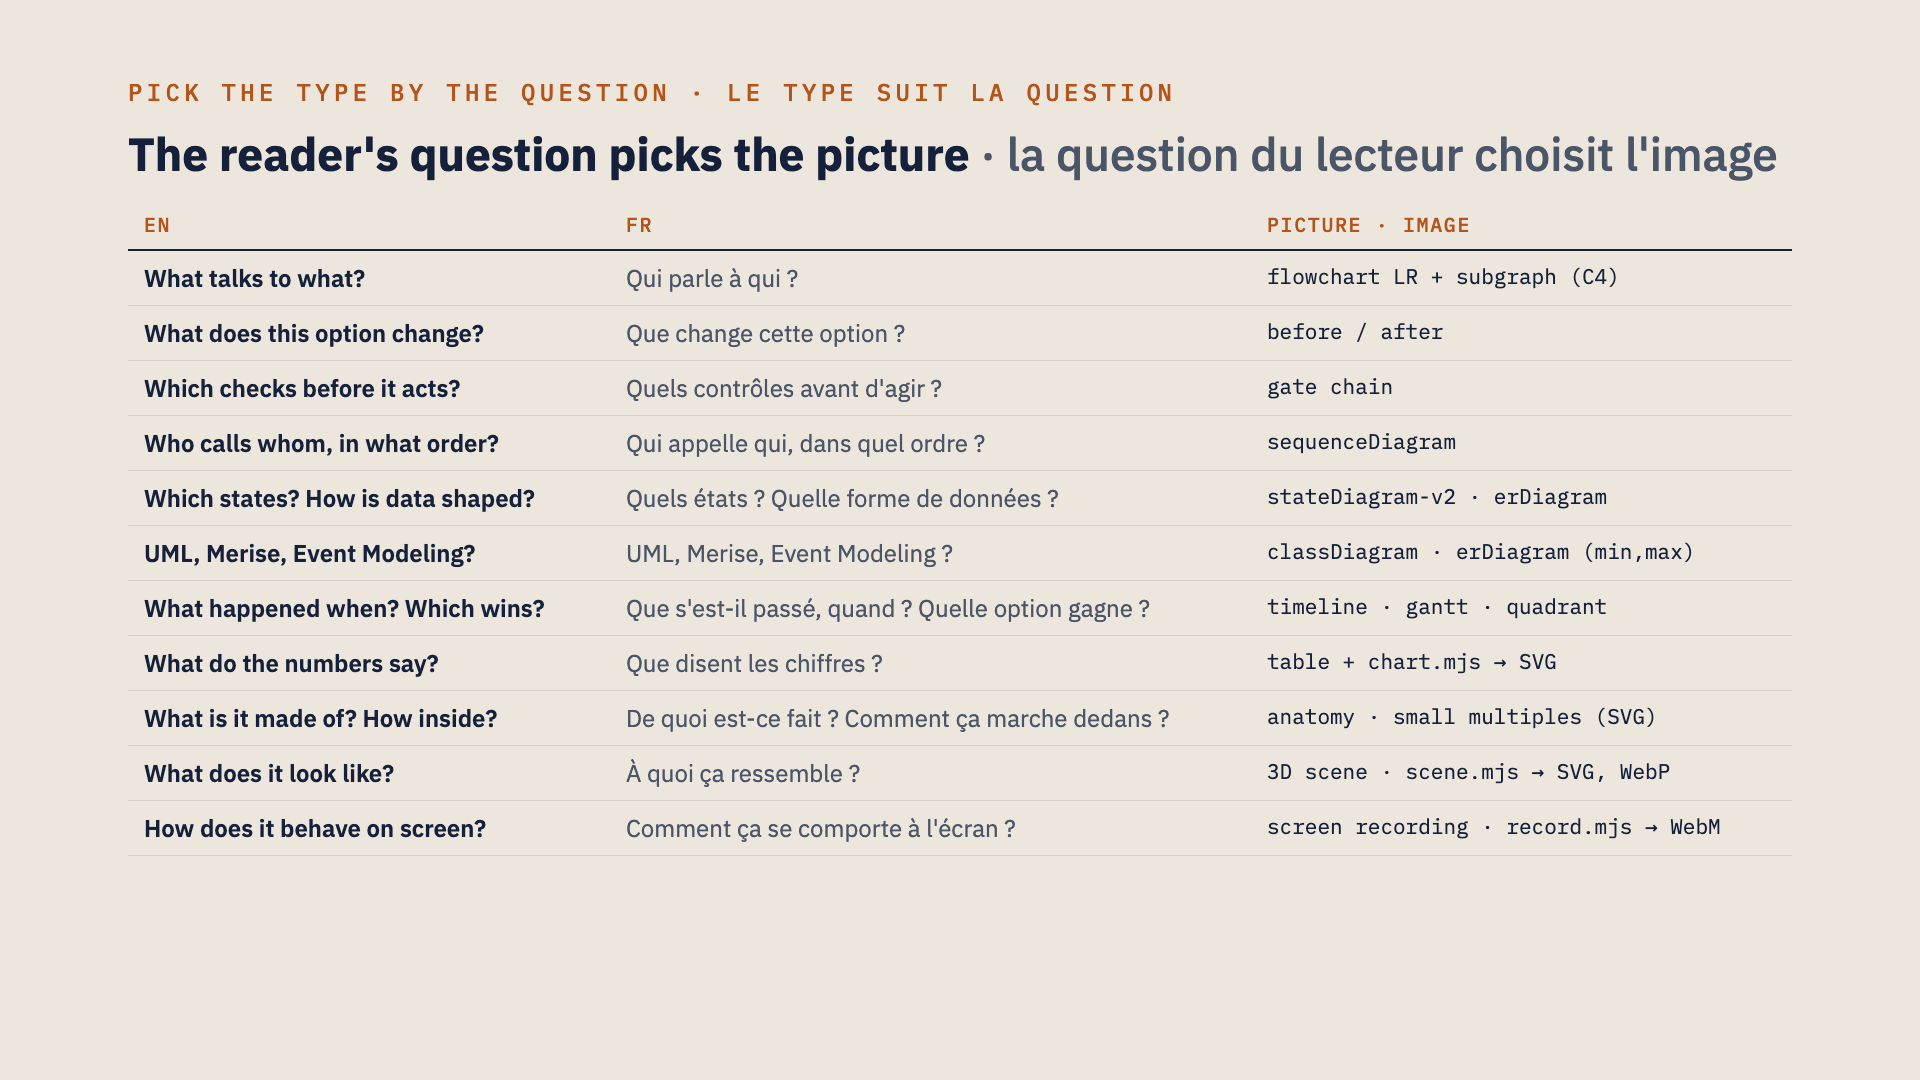 PICK THE TYPE BY THE QUESTION · LE TYPE SUIT LA QUESTION
The reader's question picks the picture · la question du lecteur choisit l'image
EN FR PICTURE · IMAGE
What talks to what? Qui parle à qui ? flowchart LR + subgraph (C4)
What does this option change? Que change cette option ? before / after
Which checks before it acts? Quels contrôles avant d'agir ? gate chain
Who calls whom, in what order? Qui appelle qui, dans quel ordre ? sequenceDiagram
Which states? How is data shaped? Quels états ? Quelle forme de données ? stateDiagram-v2 · erDiagram
UML, Merise, Event Modeling? UML, Merise, Event Modeling ? classDiagram · erDiagram (min,max)
What happened when? Which wins? Que s'est-il passé, quand ? Quelle option gagne ? timeline · gantt · quadrant
What do the numbers say? Que disent les chiffres ? table + chart.mjs → SVG
What is it made of? How inside? De quoi est-ce fait ? Comment ça marche dedans ? anatomy · small multiples (SVG)
What does it look like? À quoi ça ressemble ? 3D scene · scene.mjs → SVG, WebP
How does it behave on screen? Comment ça se comporte à l'écran ? screen recording · record.mjs → WebM